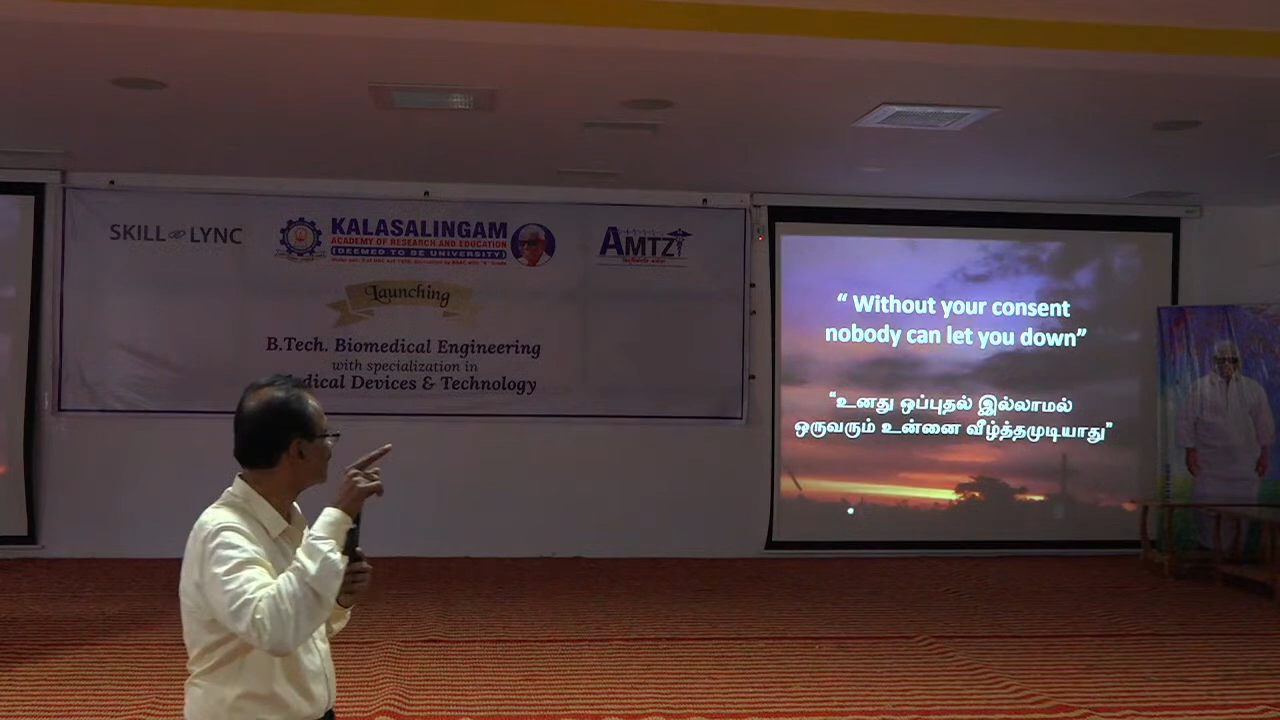 SKILL LYNC
KALASALINGAM
ACADEMY OF RESEARCH AND EDUCATION
(DEEMED TO BE UNIVERSITY)
AMTZ
Launching
B.Tech. Biomedical Engineering
with specialization in
dical Devices & Technology
“ Without your consent
nobody can let you down”
“உனது ஒப்புதல் இல்லாமல்
ஒருவரும் உன்னை வீழ்த்தமுடியாது”